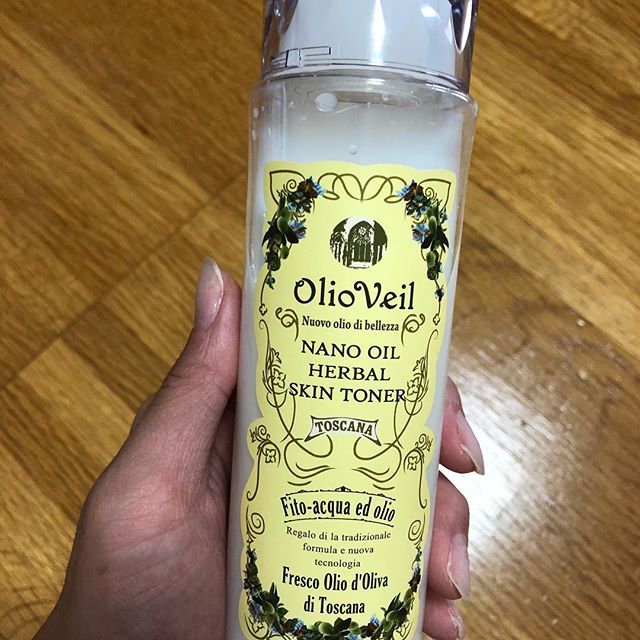 OlioVeil
Nuovo olio di bellezza
NANO OIL
HERBAL
SKIN TONER
TOSCANA
Fito-acqua ed olio
Regalo di la tradizionale
formula e nuova
tecnologia
Fresco Olio d'Oliva
di Toscana